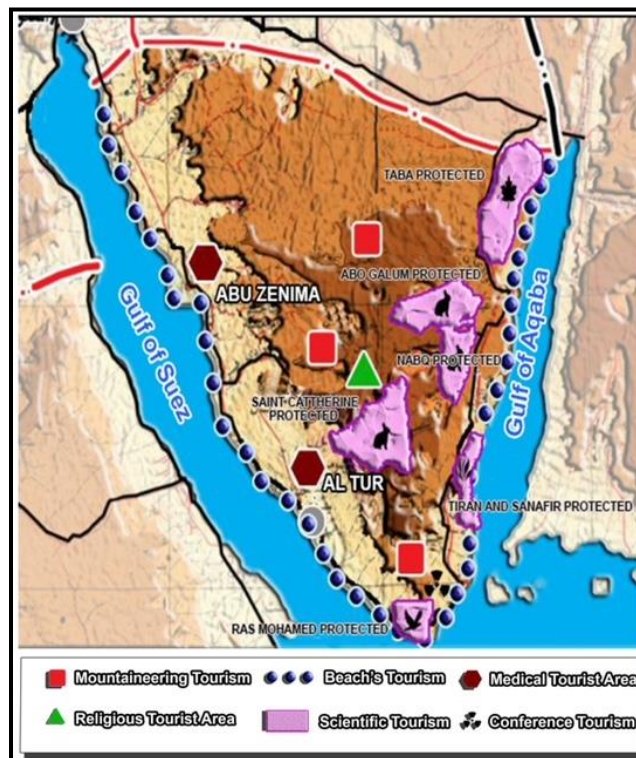 TABA PROTECTED
ABO GALUM PROTECTED
ABU ZENIMA
Gulf of Suez
Gulf of Aqaba
NABQ PROTECTED
SAINT CATTHERINE
PROTECTED
AL TUR
TIRAN AND SANAFIR PROTECTED
RAS MOHAMED PROTECTED
Mountaineering Tourism
Beach's Tourism
Medical Tourist Area
Religious Tourist Area
Scientific Tourism
Conference Tourism